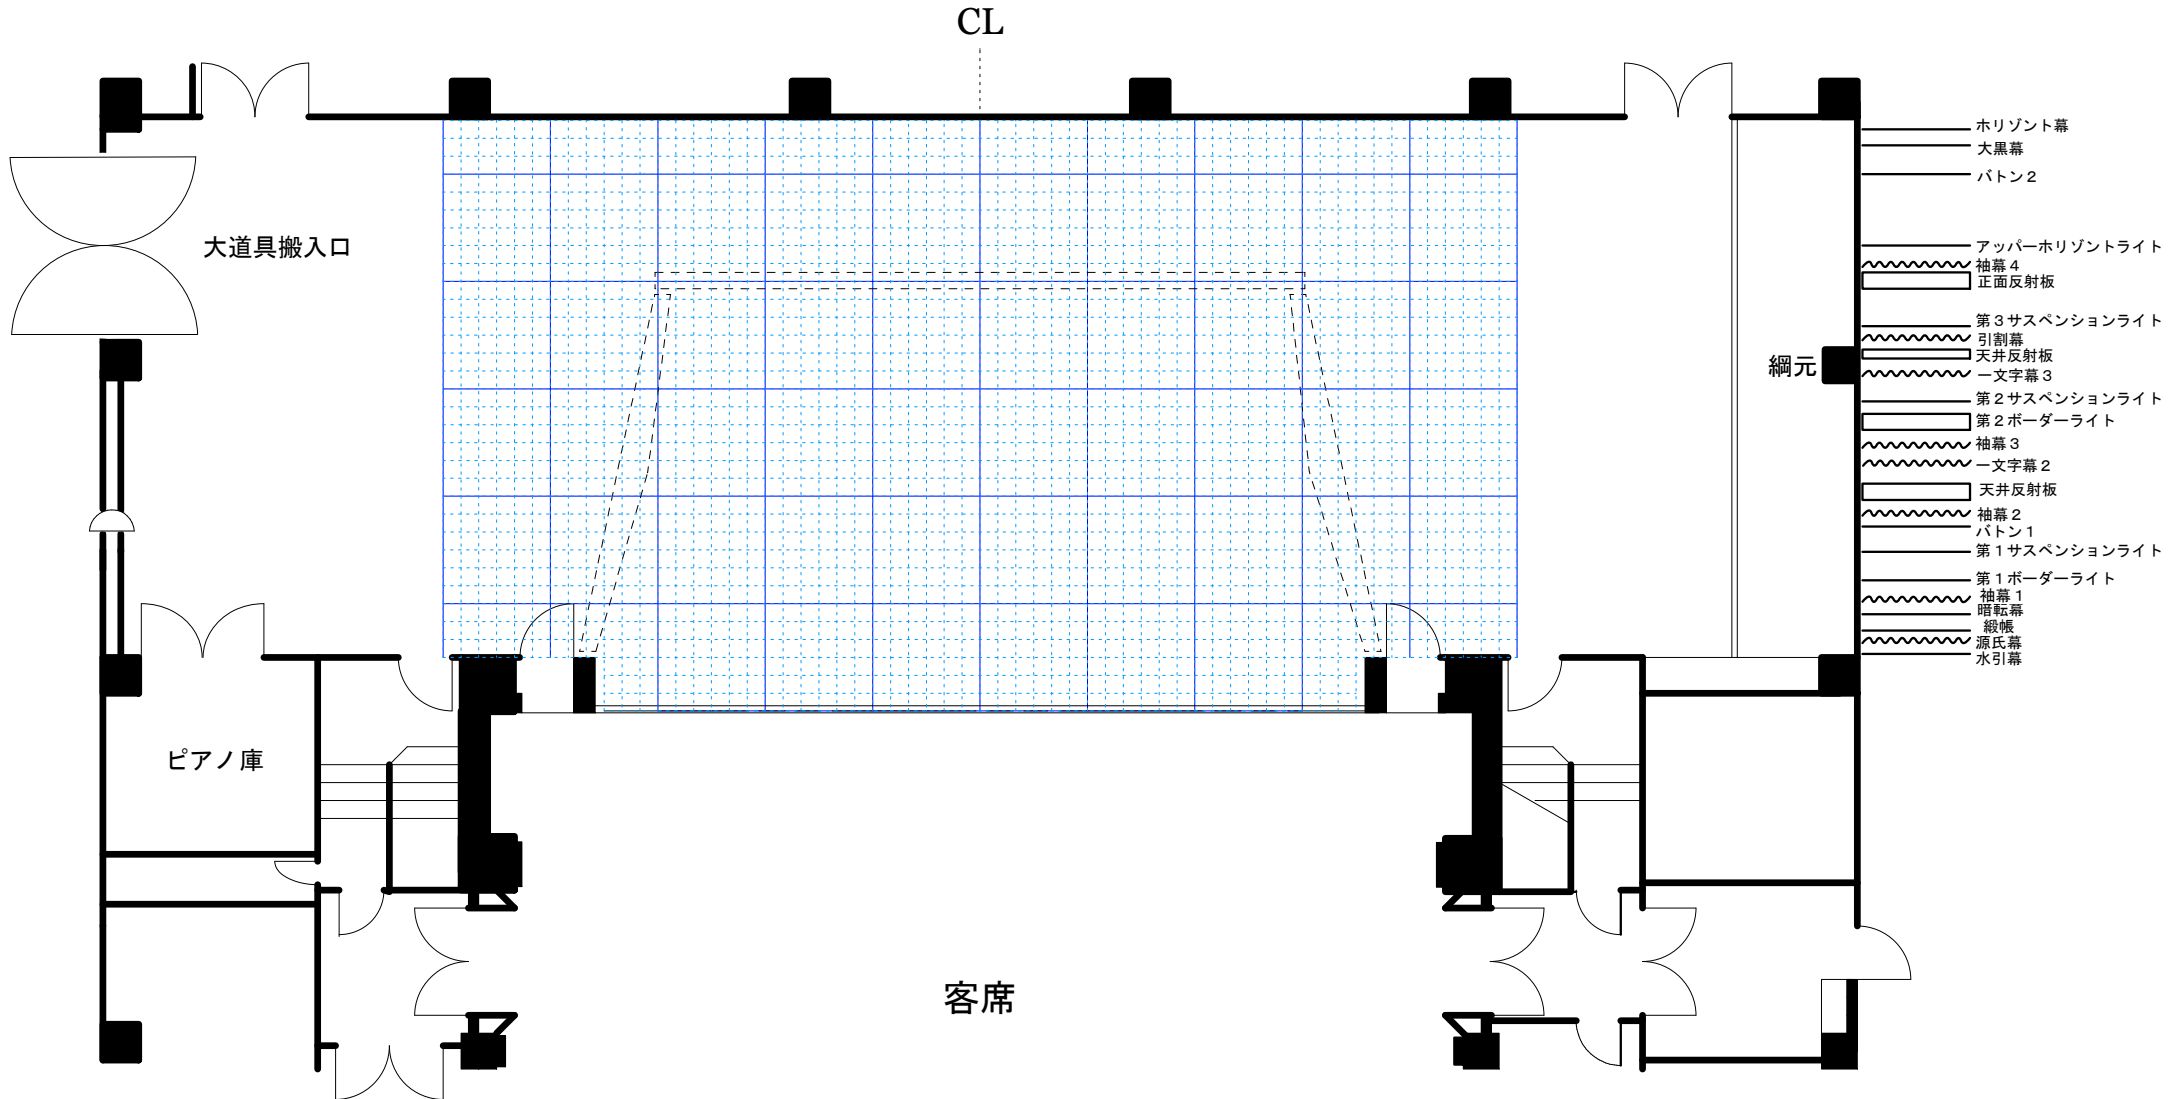 CL
ホリゾント幕
大黒幕
バトン2
アッパーホリゾントライト
袖幕4
正面反射板
第3サスペンションライト
引割幕
天井反射板
一文字幕3
第2サスペンションライト
第2ボーダーライト
袖幕3
一文字幕2
天井反射板
袖幕2
バトン1
第1サスペンションライト
第1ボーダーライト
袖幕1
暗転幕
緞帳
源氏幕
水引幕
大道具搬入口
綱元
ピアノ庫
客席